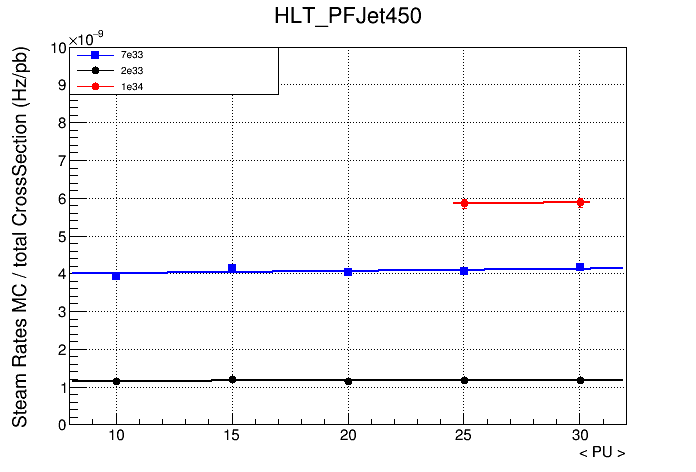 HLT_PFJet450
×10⁻⁹
7e33
2e33
1e34
Steam Rates MC / total CrossSection (Hz/pb)
10
9
8
7
6
5
4
3
2
1
0
10 15 20 25 30
< PU >